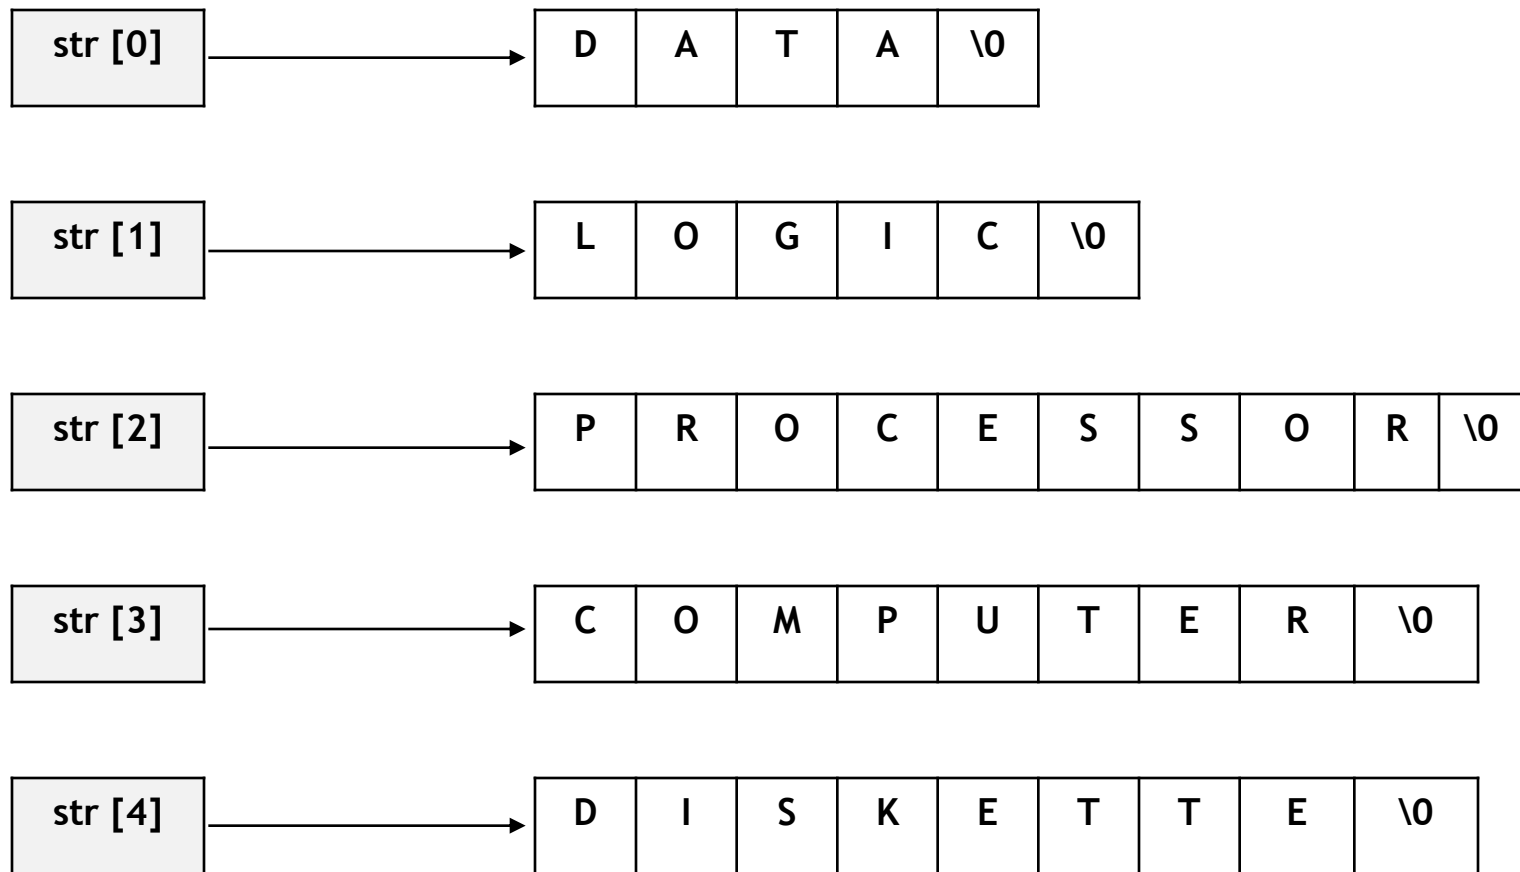 str [0] D A T A \0
str [1] L O G I C \0
str [2] P R O C E S S O R \0
str [3] C O M P U T E R \0
str [4] D I S K E T T E \0